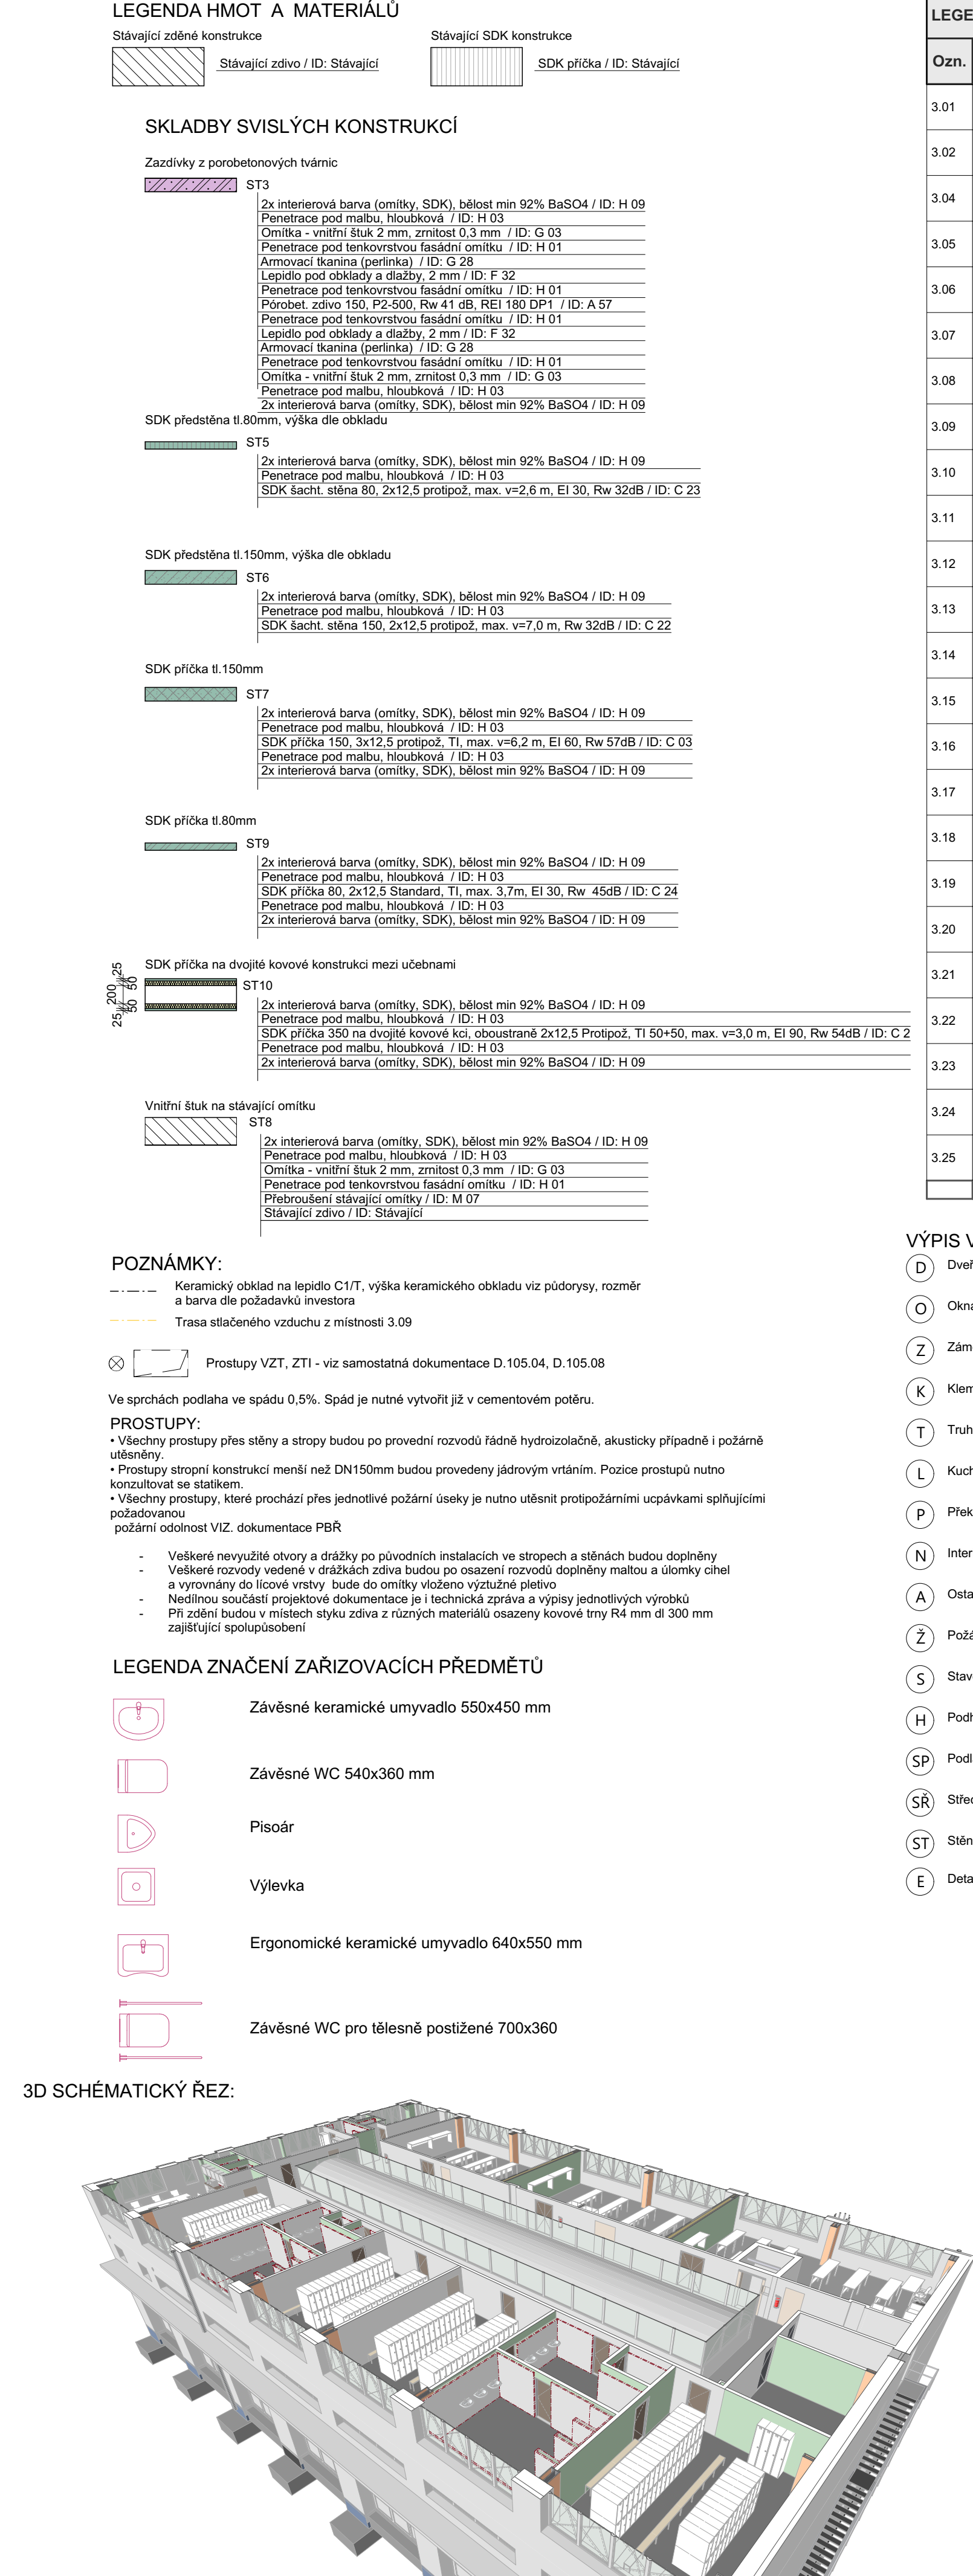 LEGENDA HMOT A MATERIÁLŮ
Stávající zděné konstrukce
Stávající zdivo / ID: Stávající
Stávající SDK konstrukce
SDK příčka / ID: Stávající
SKLADBY SVISLÝCH KONSTRUKCÍ
Zazdívky z porobetonových tvárnic
ST3
2x interierová barva (omítky, SDK), bělost min 92% BaSO4 / ID: H 09
Penetrace pod malbu, hloubková / ID: H 03
Omítka - vnitřní štuk 2 mm, zrnitost 0,3 mm / ID: G 03
Penetrace pod tenkovrstvou fasádní omítku / ID: H 01
Armovací tkanina (perlinka) / ID: G 28
Lepidlo pod obklady a dlažby, 2 mm / ID: F 32
Penetrace pod tenkovrstvou fasádní omítku / ID: H 01
Pórobet. zdivo 150, P2-500, Rw 41 dB, REI 180 DP1 / ID: A 57
Penetrace pod tenkovrstvou fasádní omítku / ID: H 01
Lepidlo pod obklady a dlažby, 2 mm / ID: F 32
Armovací tkanina (perlinka) / ID: G 28
Penetrace pod tenkovrstvou fasádní omítku / ID: H 01
Omítka - vnitřní štuk 2 mm, zrnitost 0,3 mm / ID: G 03
Penetrace pod malbu, hloubková / ID: H 03
2x interierová barva (omítky, SDK), bělost min 92% BaSO4 / ID: H 09
SDK předstěna tl.80mm, výška dle obkladu
ST5
2x interierová barva (omítky, SDK), bělost min 92% BaSO4 / ID: H 09
Penetrace pod malbu, hloubková / ID: H 03
SDK šacht. stěna 80, 2x12,5 protipož, max. v=2,6 m, EI 30, Rw 32dB / ID: C 23
SDK předstěna tl.150mm, výška dle obkladu
ST6
2x interierová barva (omítky, SDK), bělost min 92% BaSO4 / ID: H 09
Penetrace pod malbu, hloubková / ID: H 03
SDK šacht. stěna 150, 2x12,5 protipož, max. v=7,0 m, Rw 32dB / ID: C 22
SDK příčka tl.150mm
ST7
2x interierová barva (omítky, SDK), bělost min 92% BaSO4 / ID: H 09
Penetrace pod malbu, hloubková / ID: H 03
SDK příčka 150, 3x12,5 protipož, TI, max. v=6,2 m, EI 60, Rw 57dB / ID: C 03
Penetrace pod malbu, hloubková / ID: H 03
2x interierová barva (omítky, SDK), bělost min 92% BaSO4 / ID: H 09
SDK příčka tl.80mm
ST9
2x interierová barva (omítky, SDK), bělost min 92% BaSO4 / ID: H 09
Penetrace pod malbu, hloubková / ID: H 03
SDK příčka 80, 2x12,5 Standard, TI, max. 3,7m, EI 30, Rw 45dB / ID: C 24
Penetrace pod malbu, hloubková / ID: H 03
2x interierová barva (omítky, SDK), bělost min 92% BaSO4 / ID: H 09
SDK příčka na dvojité kovové konstrukci mezi učebnami
25 50 200 50 25
ST10
2x interierová barva (omítky, SDK), bělost min 92% BaSO4 / ID: H 09
Penetrace pod malbu, hloubková / ID: H 03
SDK příčka 350 na dvojité kovové kci, oboustraně 2x12,5 Protipož, TI 50+50, max. v=3,0 m, EI 90, Rw 54dB / ID: C 2
Penetrace pod malbu, hloubková / ID: H 03
2x interierová barva (omítky, SDK), bělost min 92% BaSO4 / ID: H 09
Vnitřní štuk na stávající omítku
ST8
2x interierová barva (omítky, SDK), bělost min 92% BaSO4 / ID: H 09
Penetrace pod malbu, hloubková / ID: H 03
Omítka - vnitřní štuk 2 mm, zrnitost 0,3 mm / ID: G 03
Penetrace pod tenkovrstvou fasádní omítku / ID: H 01
Přebroušení stávající omítky / ID: M 07
Stávající zdivo / ID: Stávající
POZNÁMKY:
Keramický obklad na lepidlo C1/T, výška keramického obkladu viz půdorysy, rozměr
a barva dle požadavků investora
Trasa stlačeného vzduchu z místnosti 3.09
Prostupy VZT, ZTI - viz samostatná dokumentace D.105.04, D.105.08
Ve sprchách podlaha ve spádu 0,5%. Spád je nutné vytvořit již v cementovém potěru.
PROSTUPY:
• Všechny prostupy přes stěny a stropy budou po provední rozvodů řádně hydroizolačně, akusticky případně i požárně
utěsněny.
• Prostupy stropní konstrukcí menší než DN150mm budou provedeny jádrovým vrtáním. Pozice prostupů nutno
konzultovat se statikem.
• Všechny prostupy, které prochází přes jednotlivé požární úseky je nutno utěsnit protipožárními ucpávkami splňujícími
požadovanou
požární odolnost VIZ. dokumentace PBŘ
- Veškeré nevyužité otvory a drážky po původních instalacích ve stropech a stěnách budou doplněny
- Veškeré rozvody vedené v drážkách zdiva budou po osazení rozvodů doplněny maltou a úlomky cihel
a vyrovnány do lícové vrstvy bude do omítky vloženo výztužné pletivo
- Nedílnou součástí projektové dokumentace je i technická zpráva a výpisy jednotlivých výrobků
- Při zdění budou v místech styku zdiva z různých materiálů osazeny kovové trny R4 mm dl 300 mm
zajišťující spolupůsobení
LEGENDA ZNAČENÍ ZAŘIZOVACÍCH PŘEDMĚTŮ
Závěsné keramické umyvadlo 550x450 mm
Závěsné WC 540x360 mm
Pisoár
Výlevka
Ergonomické keramické umyvadlo 640x550 mm
Závěsné WC pro tělesně postižené 700x360
3D SCHÉMATICKÝ ŘEZ:
LEGE
Ozn.
3.01
3.02
3.04
3.05
3.06
3.07
3.08
3.09
3.10
3.11
3.12
3.13
3.14
3.15
3.16
3.17
3.18
3.19
3.20
3.21
3.22
3.23
3.24
3.25
VÝPIS V
D Dveř
O Okna
Z Zám
K Klem
T Truh
L Kuch
P Přek
N Inter
A Osta
Ž Požá
S Stav
H Podh
SP Podl
SŘ Střed
ST Stěn
E Deta